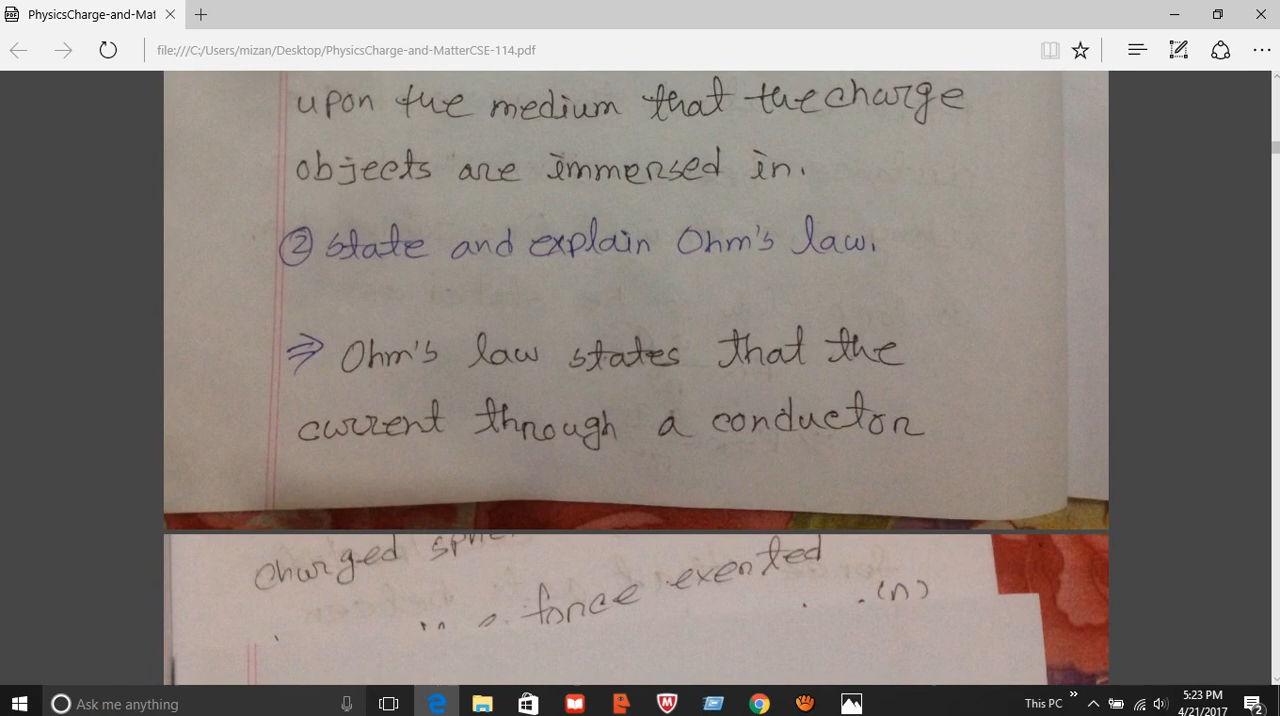 PhysicsCharge-and-Mat
file:///C:/Users/mizan/Desktop/PhysicsCharge-and-MatterCSE-114.pdf
upon the medium that the charge
objects are immersed in.
② state and explain Ohm's law.
⇒ Ohm's law states that the
current through a conductor
charged
force exerted
(n)
Ask me anything
This PC
5:23 PM
4/21/2017
2